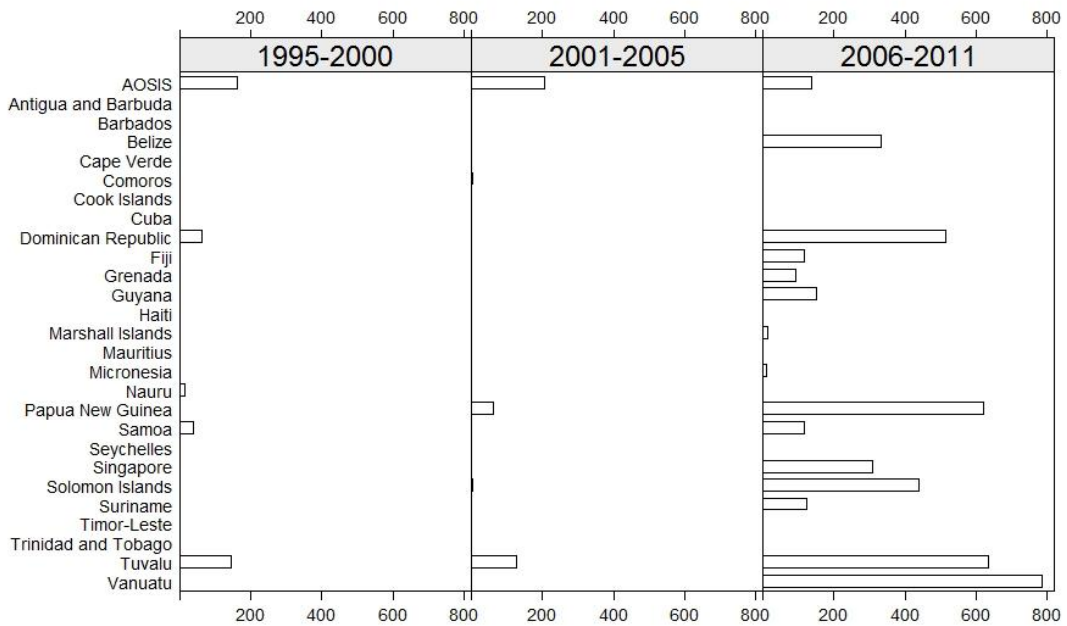 200 400 600 800 200 400 600 800 200 400 600 800
1995-2000 2001-2005 2006-2011
AOSIS
Antigua and Barbuda
Barbados
Belize
Cape Verde
Comoros
Cook Islands
Cuba
Dominican Republic
Fiji
Grenada
Guyana
Haiti
Marshall Islands
Mauritius
Micronesia
Nauru
Papua New Guinea
Samoa
Seychelles
Singapore
Solomon Islands
Suriname
Timor-Leste
Trinidad and Tobago
Tuvalu
Vanuatu
200 400 600 800 200 400 600 800 200 400 600 800